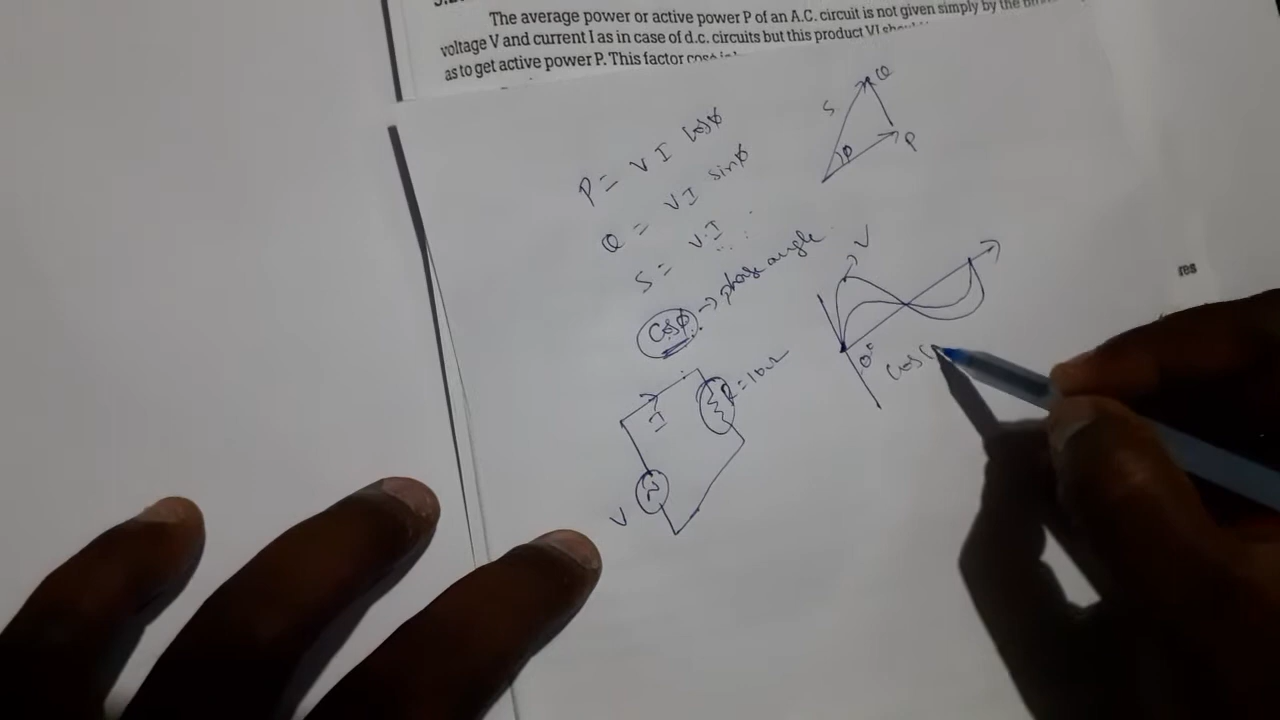 The average power or active power P of an A.C. circuit is not given simply by the
voltage V and current I as in case of d.c. circuits but this product VI
as to get active power P. This factor cosϕ
res
P = V I cosϕ
Q = VI sinϕ
S = V.I
cosϕ → phase angle
S
Q
ϕ
P
V
0°
cos(
I
R=10Ω
V